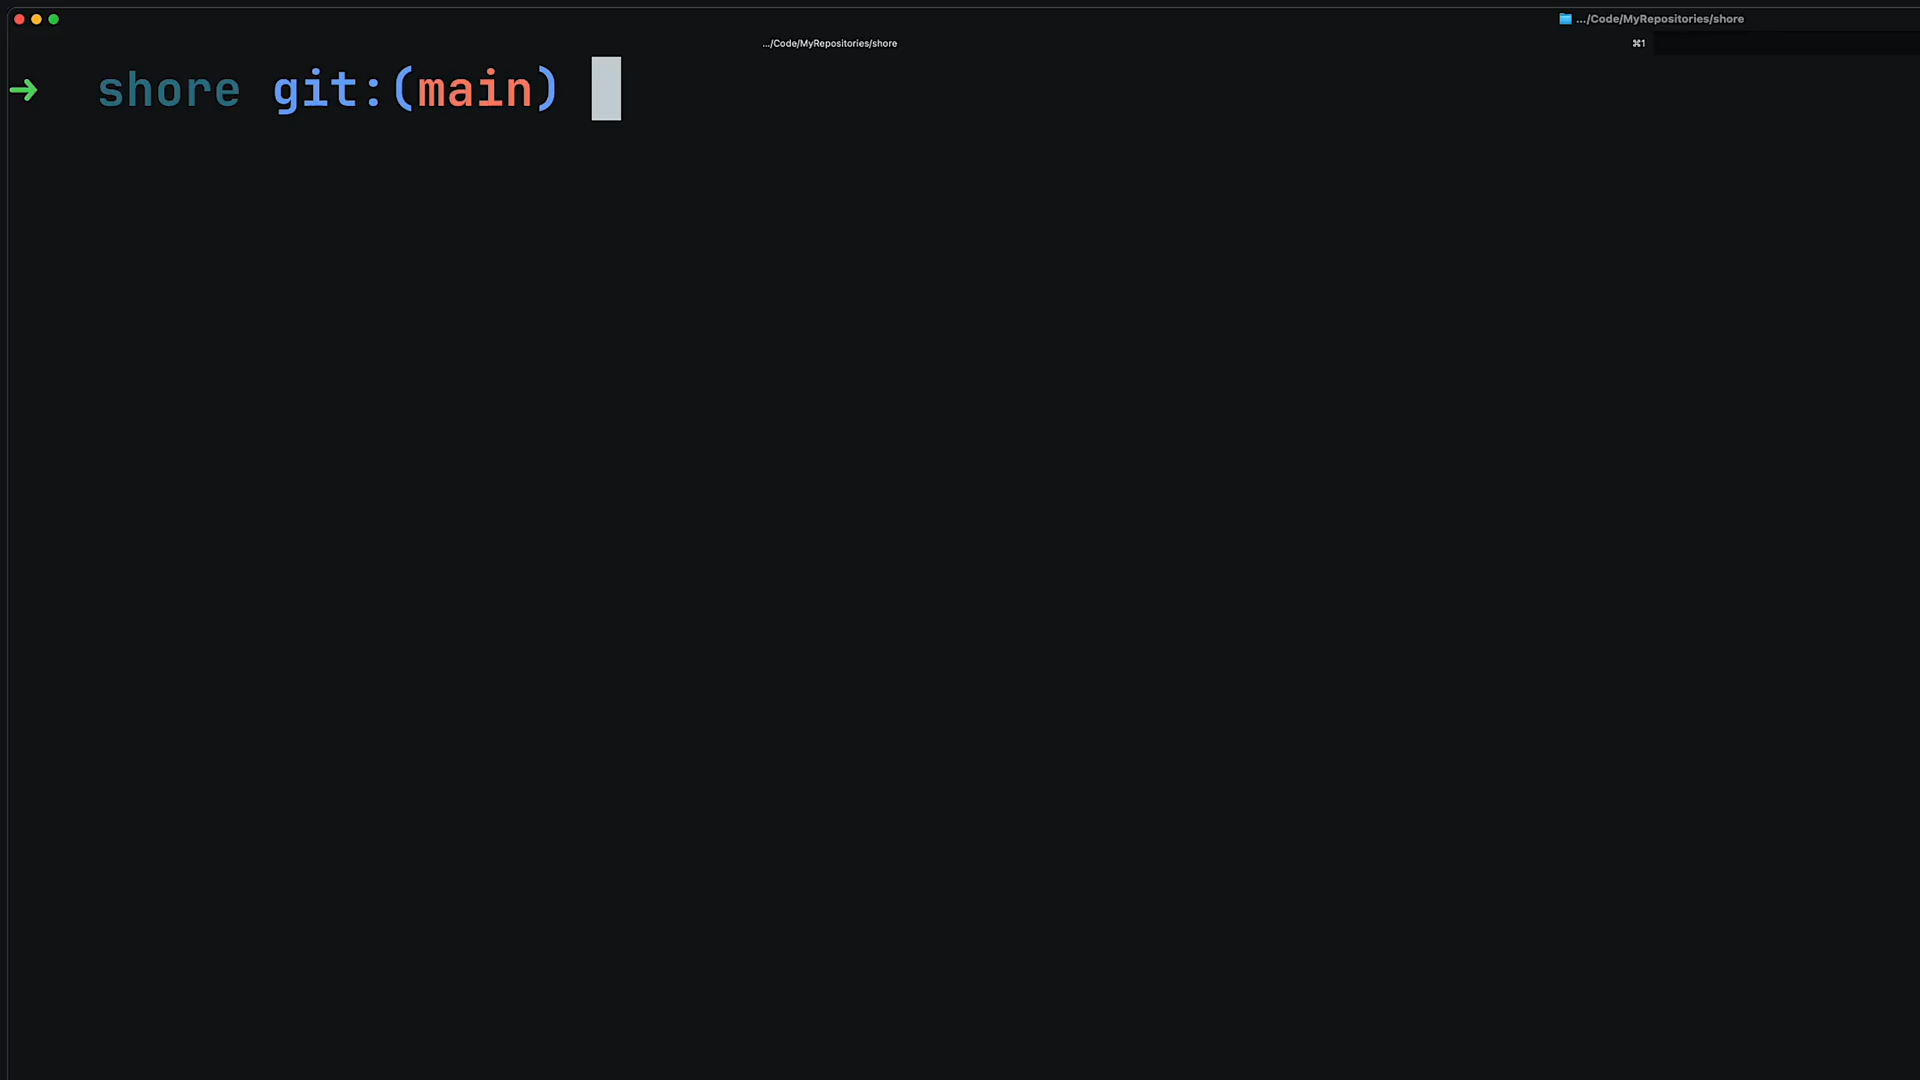 .../Code/MyRepositories/shore
.../Code/MyRepositories/shore ⌘1
➜ shore git:(main)